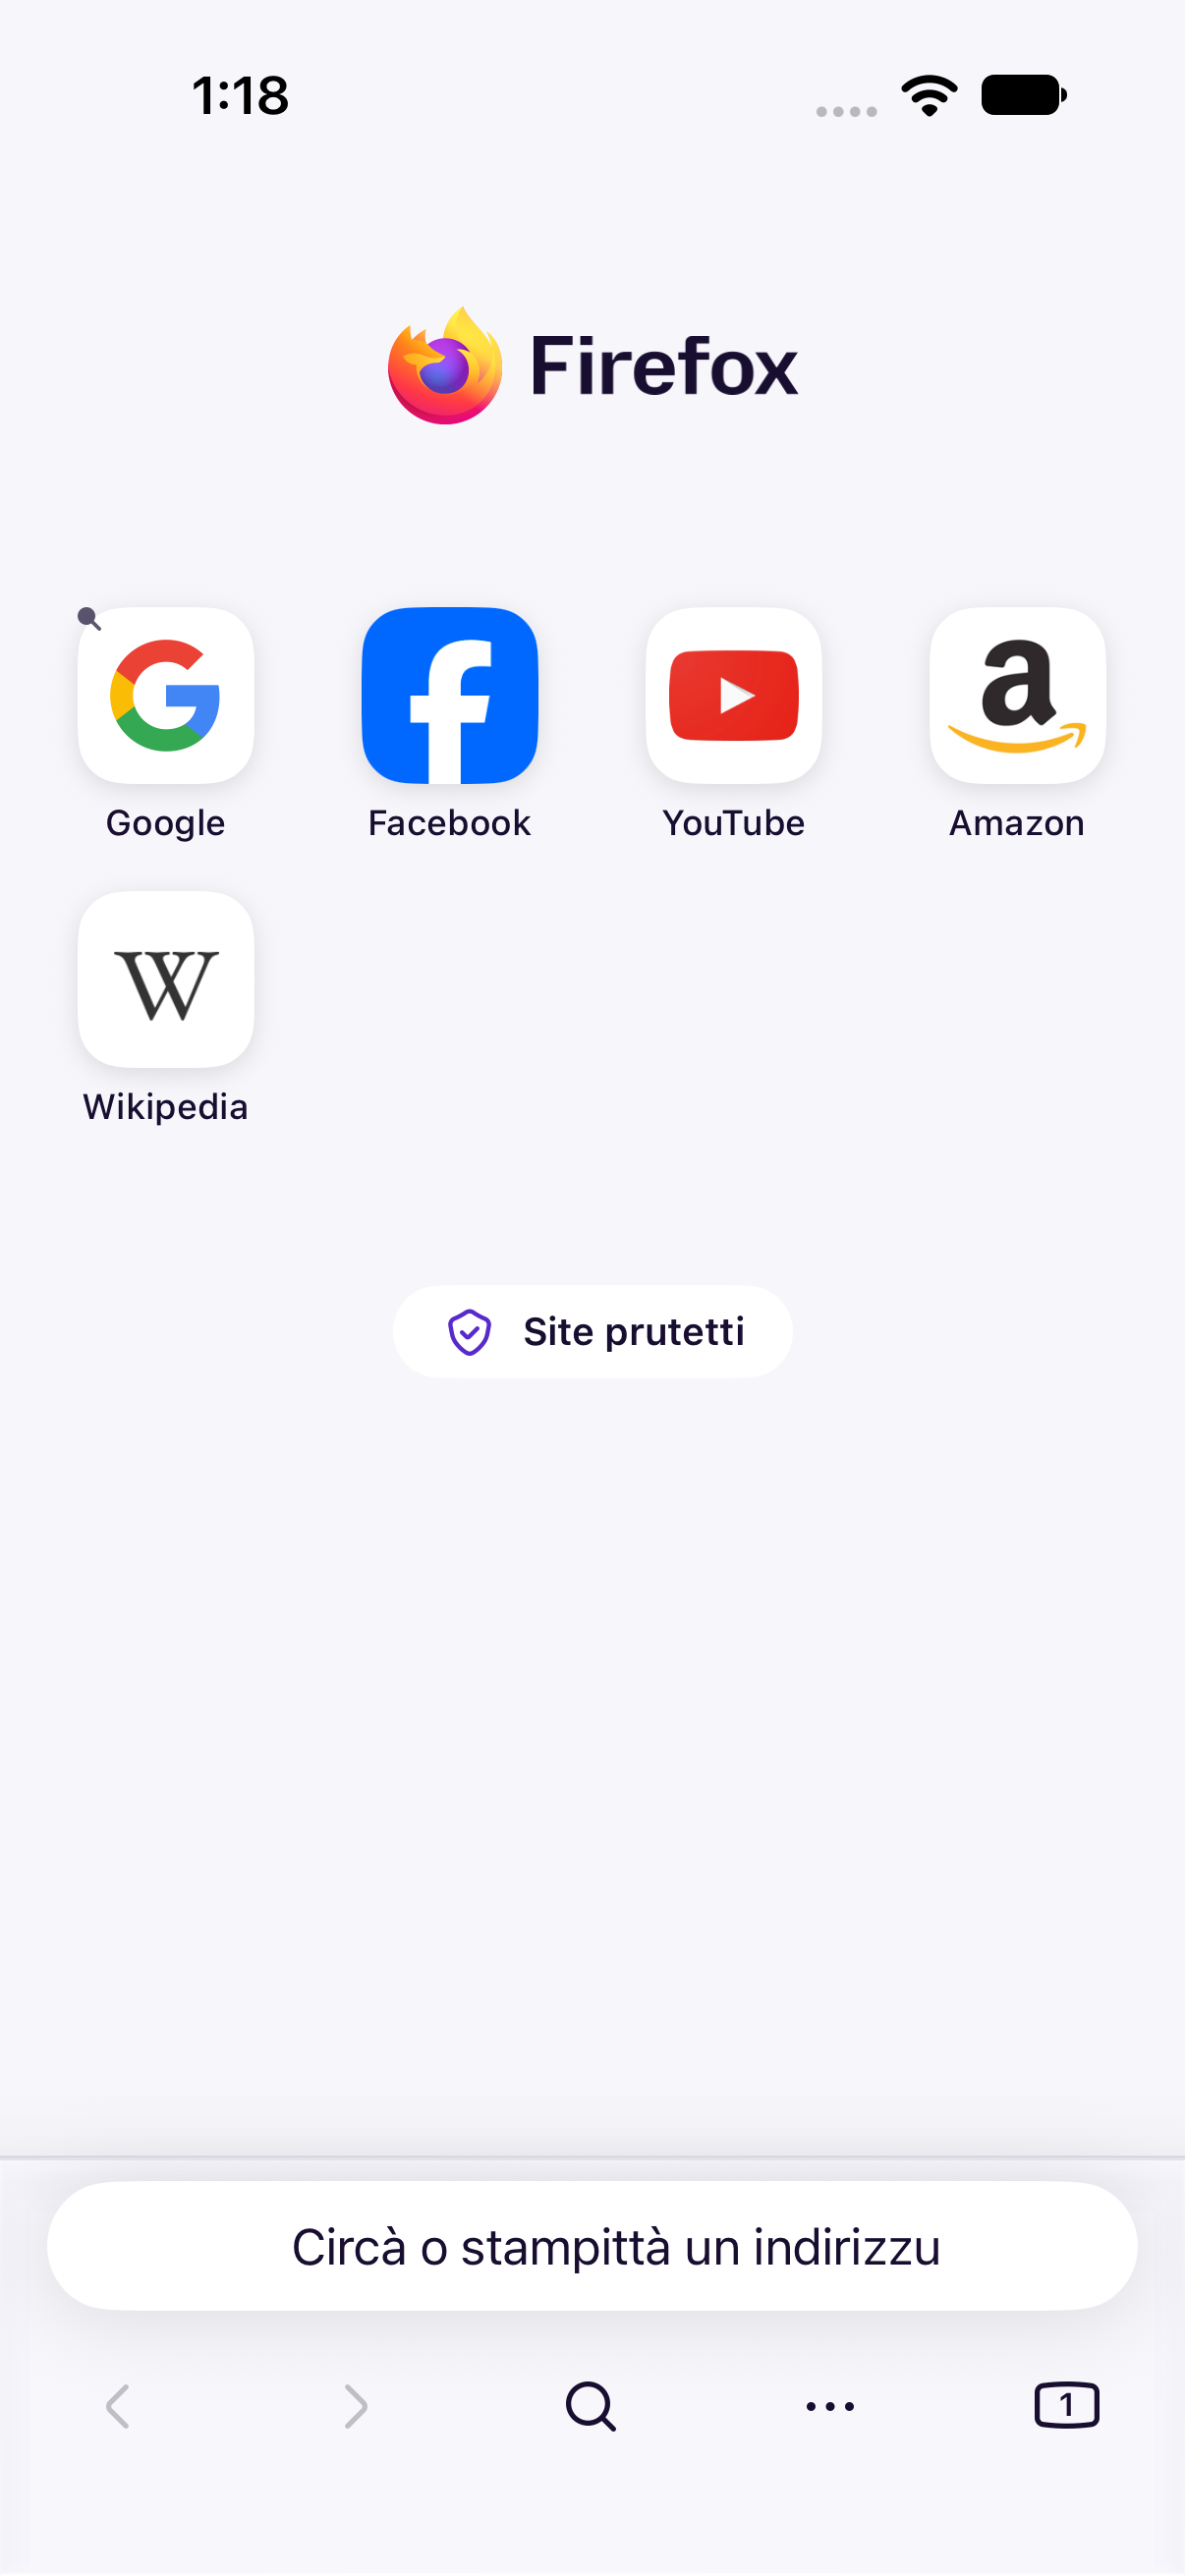 1:18
Firefox
Google
Facebook
YouTube
Amazon
W
Wikipedia
Site prutetti
Circà o stampittà un indirizzu
1